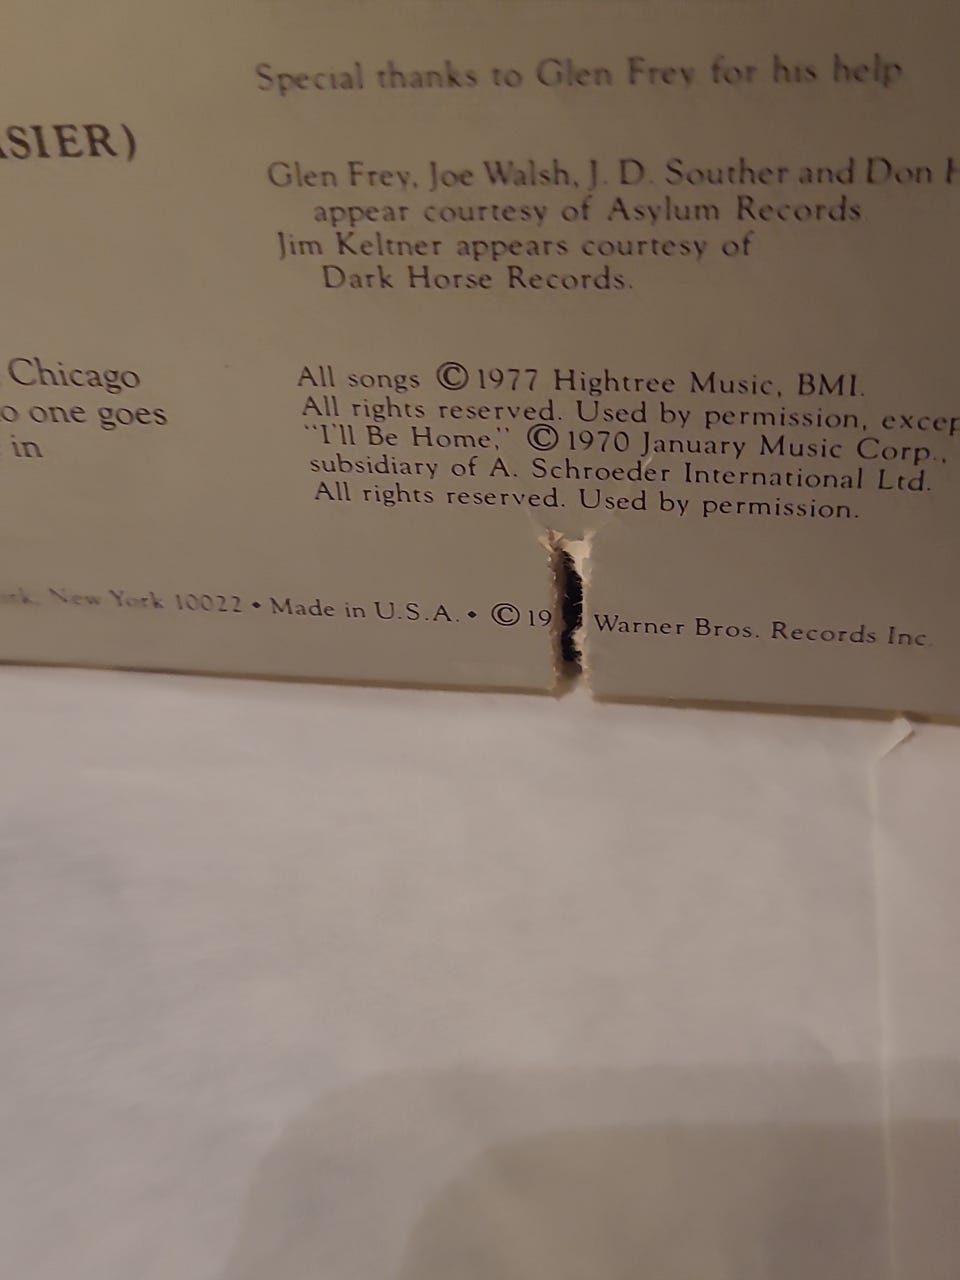 Special thanks to Glen Frey for his help
ASIER)
Glen Frey, Joe Walsh, J. D. Souther and Don
appear courtesy of Asylum Records
Jim Keltner appears courtesy of
Dark Horse Records.
Chicago
o one goes
in
All songs © 1977 Hightree Music, BMI.
All rights reserved. Used by permission, excep
"I'll Be Home," © 1970 January Music Corp.,
subsidiary of A. Schroeder International Ltd.
All rights reserved. Used by permission.
rk, New York 10022 • Made in U.S.A. • © 19 Warner Bros. Records Inc.